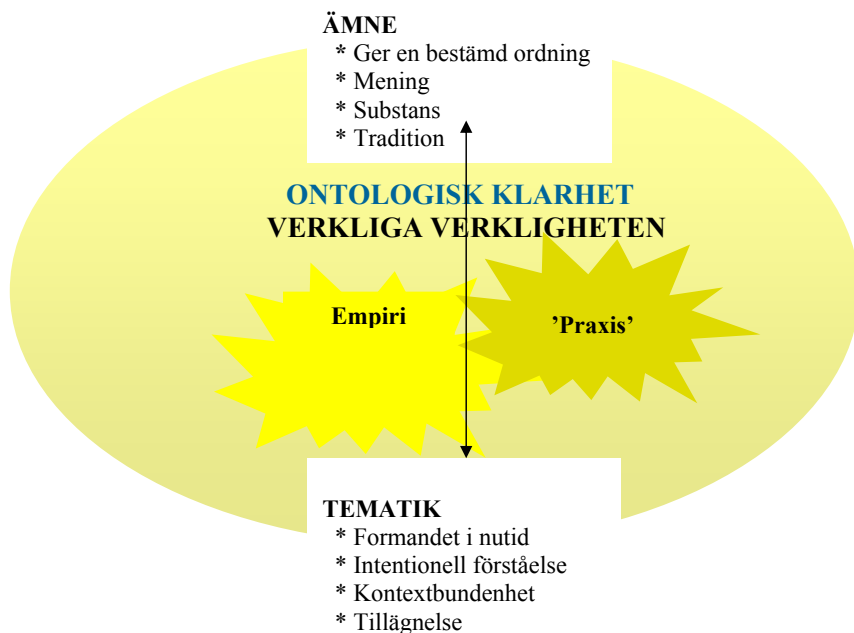 ÄMNE
* Ger en bestämd ordning
* Mening
* Substans
* Tradition
ONTOLOGISK KLARHET
VERKLIGA VERKLIGHETEN
Empiri
’Praxis’
TEMATIK
* Formandet i nutid
* Intentionell förståelse
* Kontextbundenhet
* Tillägnelse